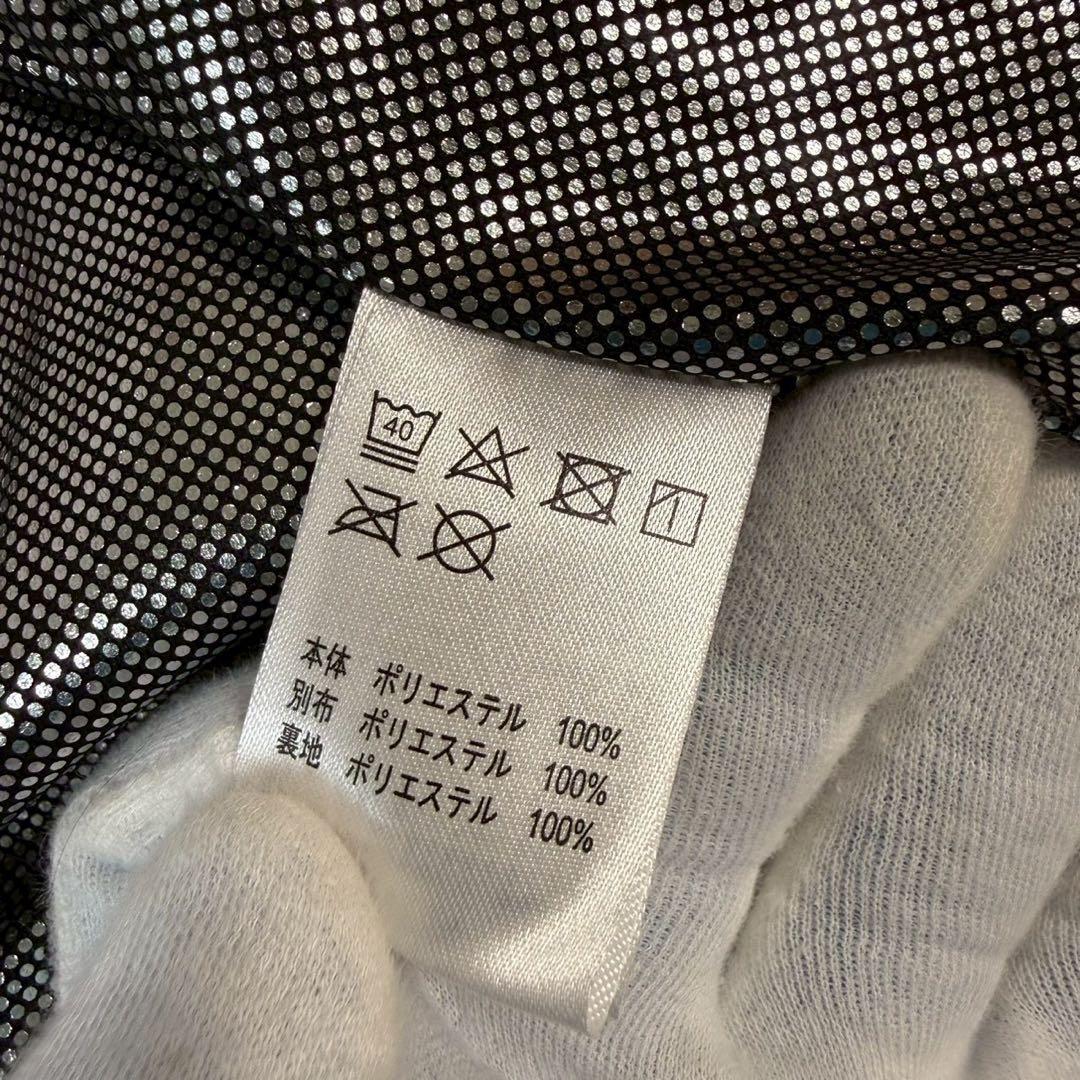 40
本体 ポリエステル 100%
別布 ポリエステル 100%
裏地 ポリエステル 100%